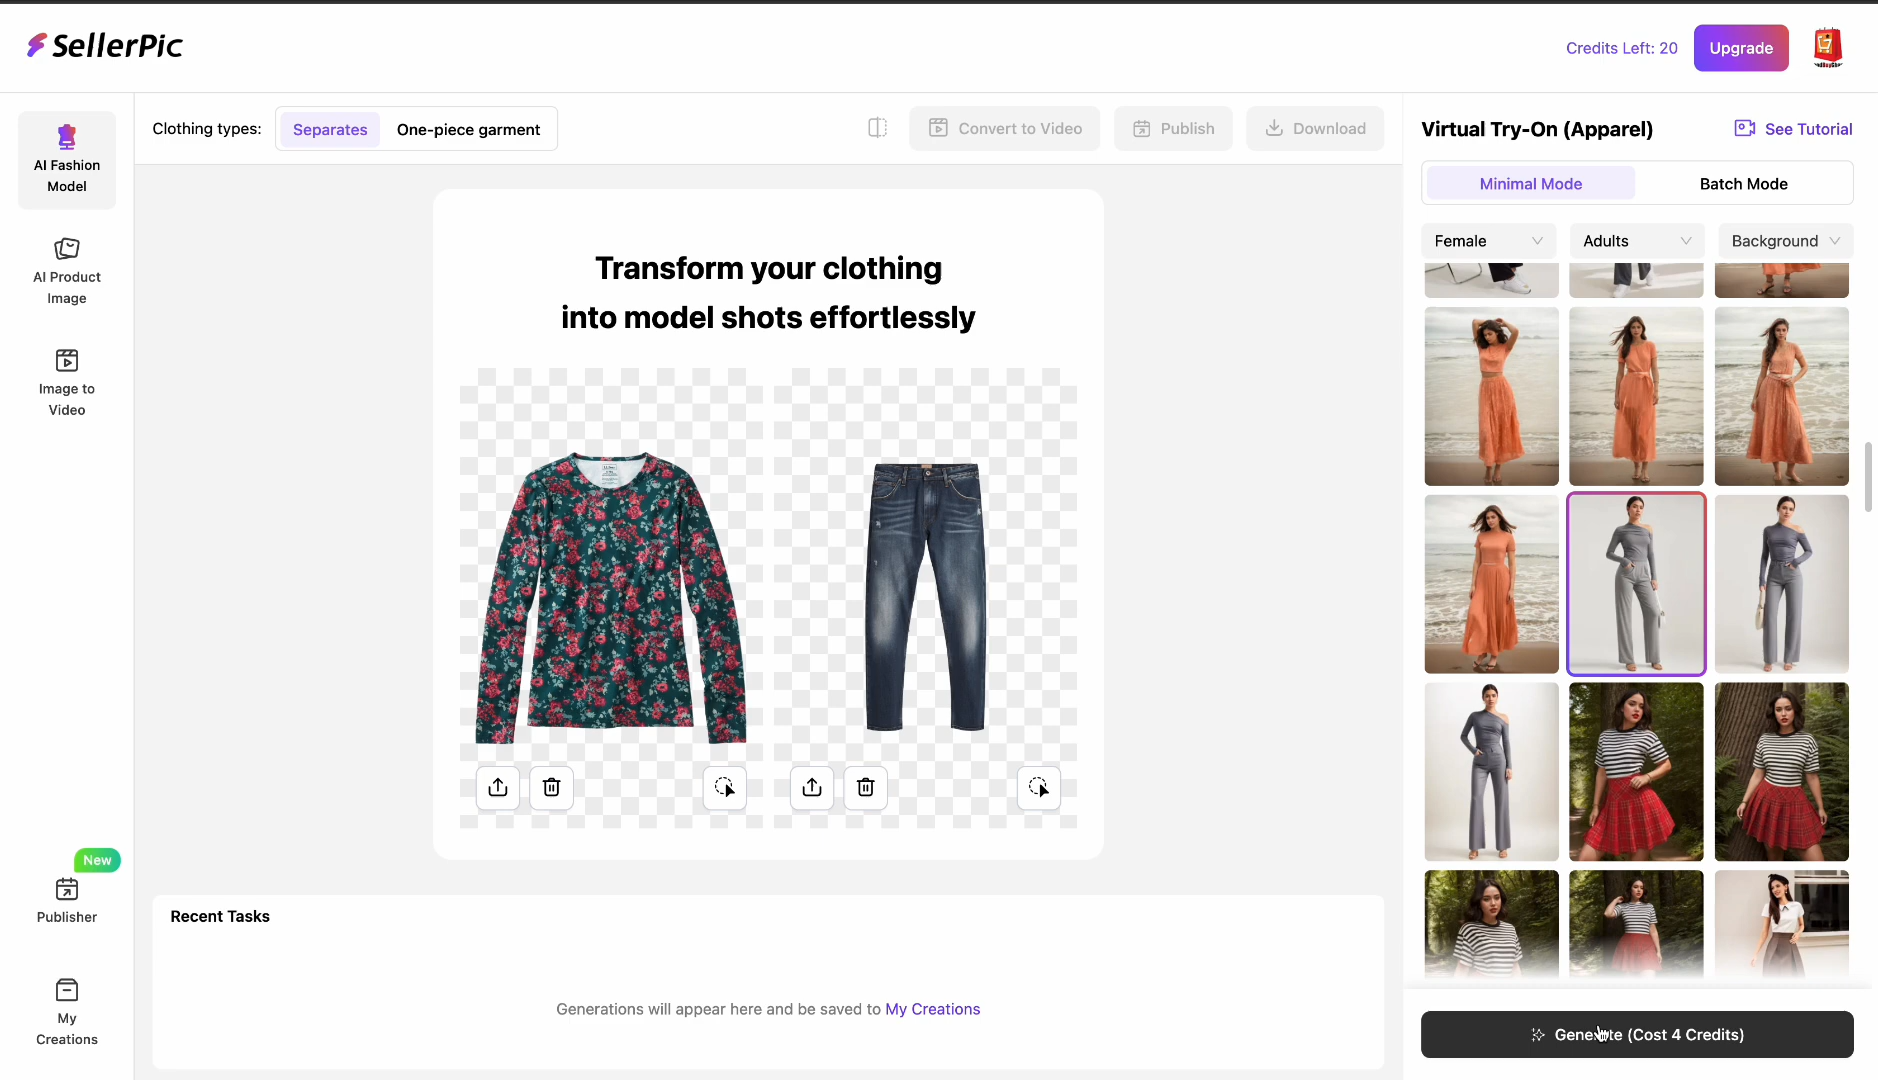 SellerPic
Credits Left: 20
Upgrade
AI Fashion
Model
AI Product
Image
Image to
Video
New
Publisher
My
Creations
Clothing types:
Separates
One-piece garment
Convert to Video
Publish
Download
Transform your clothing
into model shots effortlessly
Recent Tasks
Generations will appear here and be saved to My Creations
Virtual Try-On (Apparel)
See Tutorial
Minimal Mode
Batch Mode
Female
Adults
Background
Generate (Cost 4 Credits)